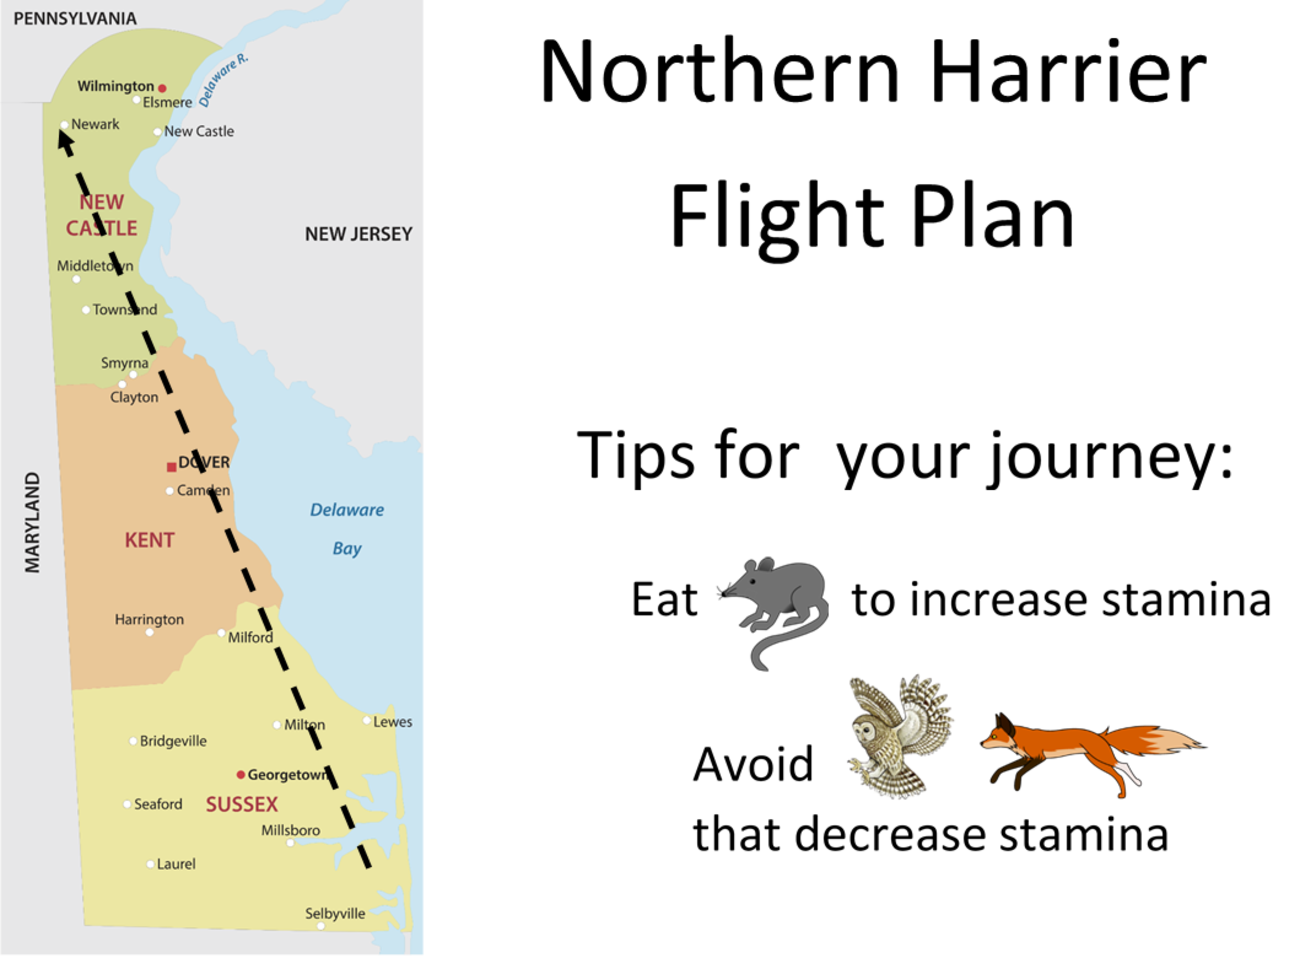 PENNSYLVANIA
Wilmington
Elsmere
Delaware R.
Newark
New Castle
NEW
CASTLE
NEW JERSEY
Middletown
Townsend
Smyrna
Clayton
DOVER
Camden
MARYLAND
KENT
Delaware
Bay
Harrington
Milford
Milton
Lewes
Bridgeville
Georgetown
Seaford
SUSSEX
Millsboro
Laurel
Selbyville
Northern Harrier
Flight Plan
Tips for your journey:
Eat to increase stamina
Avoid
that decrease stamina